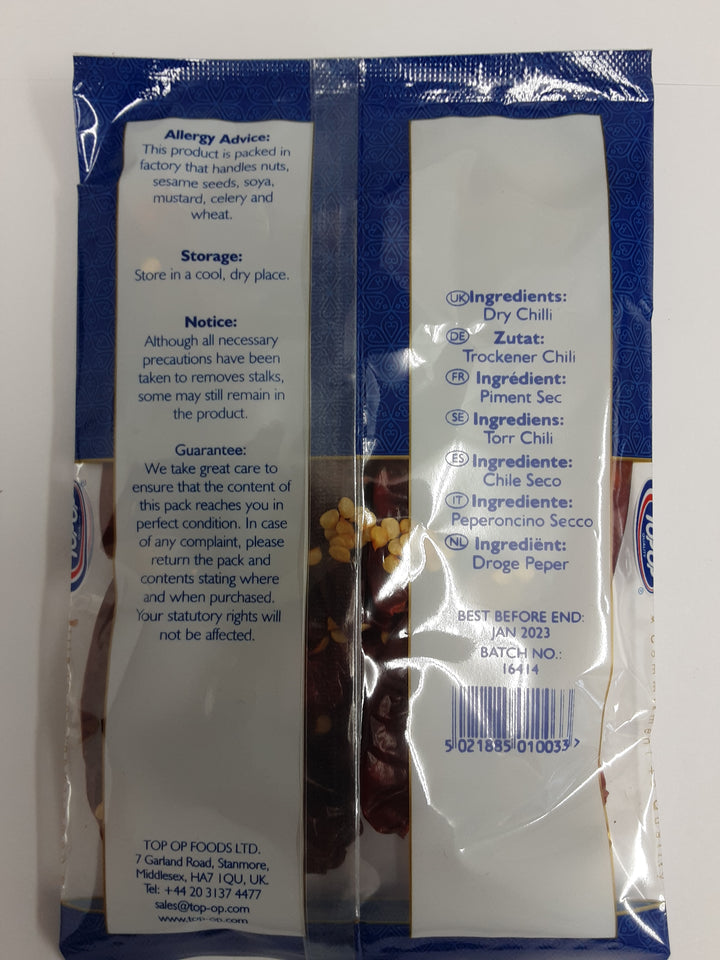 Allergy Advice:
This product is packed in
factory that handles nuts,
sesame seeds, soya,
mustard, celery and
wheat.
Storage:
Store in a cool, dry place.
Notice:
Although all necessary
precautions have been
taken to removes stalks,
some may still remain in
the product.
Guarantee:
We take great care to
ensure that the content of
this pack reaches you in
perfect condition. In case
of any complaint, please
return the pack and
contents stating where
and when purchased.
Your statutory rights will
not be affected.
TOP OP FOODS LTD.
7 Garland Road, Stanmore,
Middlesex, HA7 1QU, UK.
Tel: +44 20 3137 4477
sales@top-op.com
www.top-op.com
UK Ingredients:
Dry Chilli
DE Zutat:
Trockener Chili
FR Ingrédient:
Piment Sec
SE Ingrediens:
Torr Chili
ES Ingrediente:
Chile Seco
IT Ingrediente:
Peperoncino Secco
NL Ingrediënt:
Droge Peper
BEST BEFORE END:
JAN 2023
BATCH NO.:
16414
5 021885 010033 >